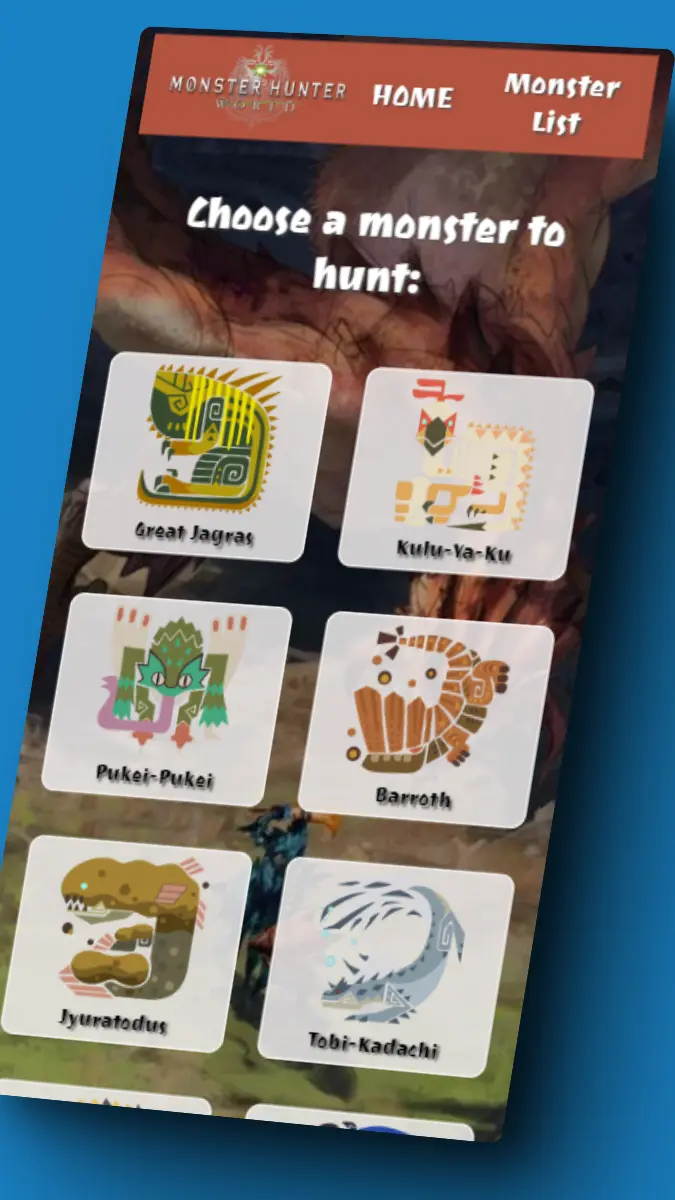 MONSTER HUNTER
WORLD
HOME
Monster
List
Choose a monster to
hunt:
Great Jagras
Kulu-Ya-Ku
Pukei-Pukei
Barroth
Jyuratodus
Tobi-Kadachi